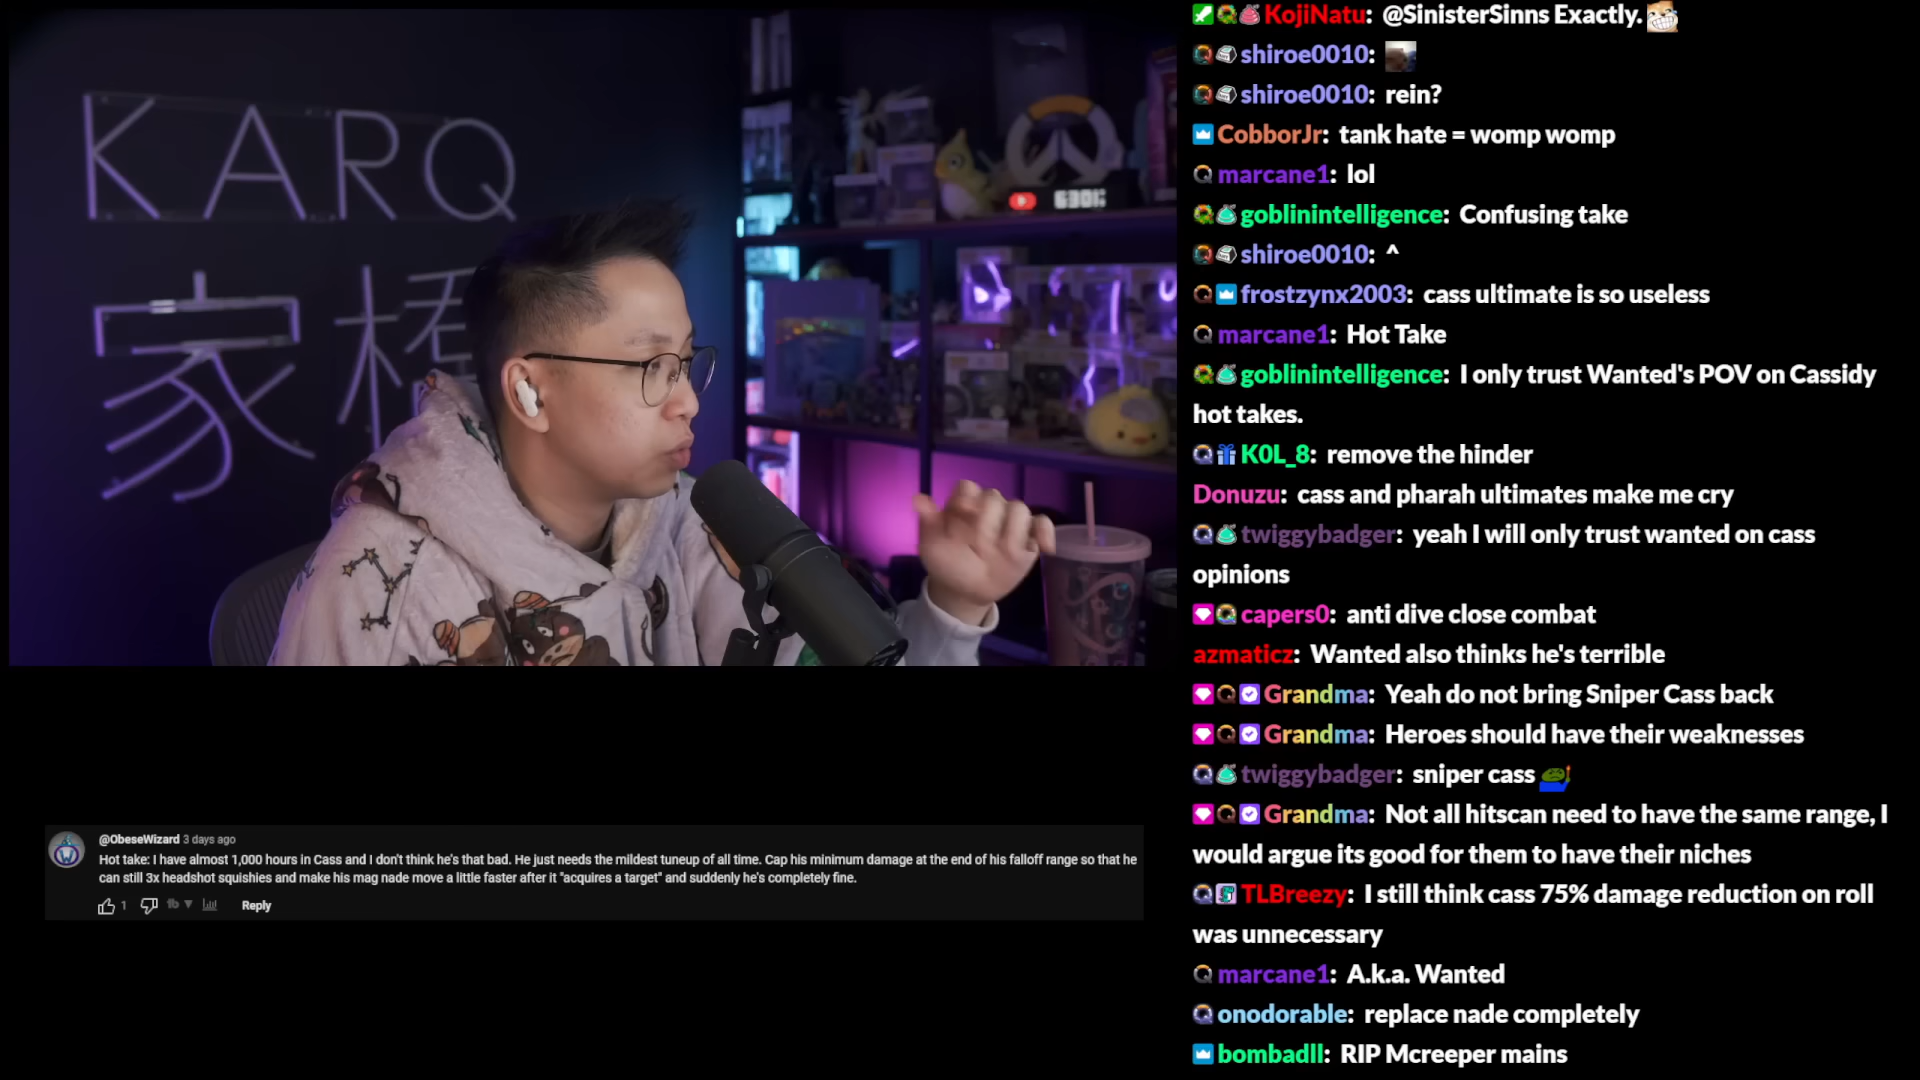 KARQ
家橋
630K
KojiNatu: @SinisterSinns Exactly.
shiroe0010:
shiroe0010: rein?
CobborJr: tank hate = womp womp
marcane1: lol
goblinintelligence: Confusing take
shiroe0010: ^
frostzynx2003: cass ultimate is so useless
marcane1: Hot Take
goblinintelligence: I only trust Wanted's POV on Cassidy
hot takes.
K0L_8: remove the hinder
Donuzu: cass and pharah ultimates make me cry
twiggybadger: yeah I will only trust wanted on cass
opinions
capers0: anti dive close combat
azmaticz: Wanted also thinks he's terrible
Grandma: Yeah do not bring Sniper Cass back
Grandma: Heroes should have their weaknesses
twiggybadger: sniper cass
Grandma: Not all hitscan need to have the same range, I
would argue its good for them to have their niches
TLBreezy: I still think cass 75% damage reduction on roll
was unnecessary
marcane1: A.k.a. Wanted
onodorable: replace nade completely
bombadll: RIP Mcreeper mains
@ObeseWizard 3 days ago
Hot take: I have almost 1,000 hours in Cass and I don't think he's that bad. He just needs the mildest tuneup of all time. Cap his minimum damage at the end of his falloff range so that he
can still 3x headshot squishies and make his mag nade move a little faster after it "acquires a target" and suddenly he's completely fine.
1 Reply